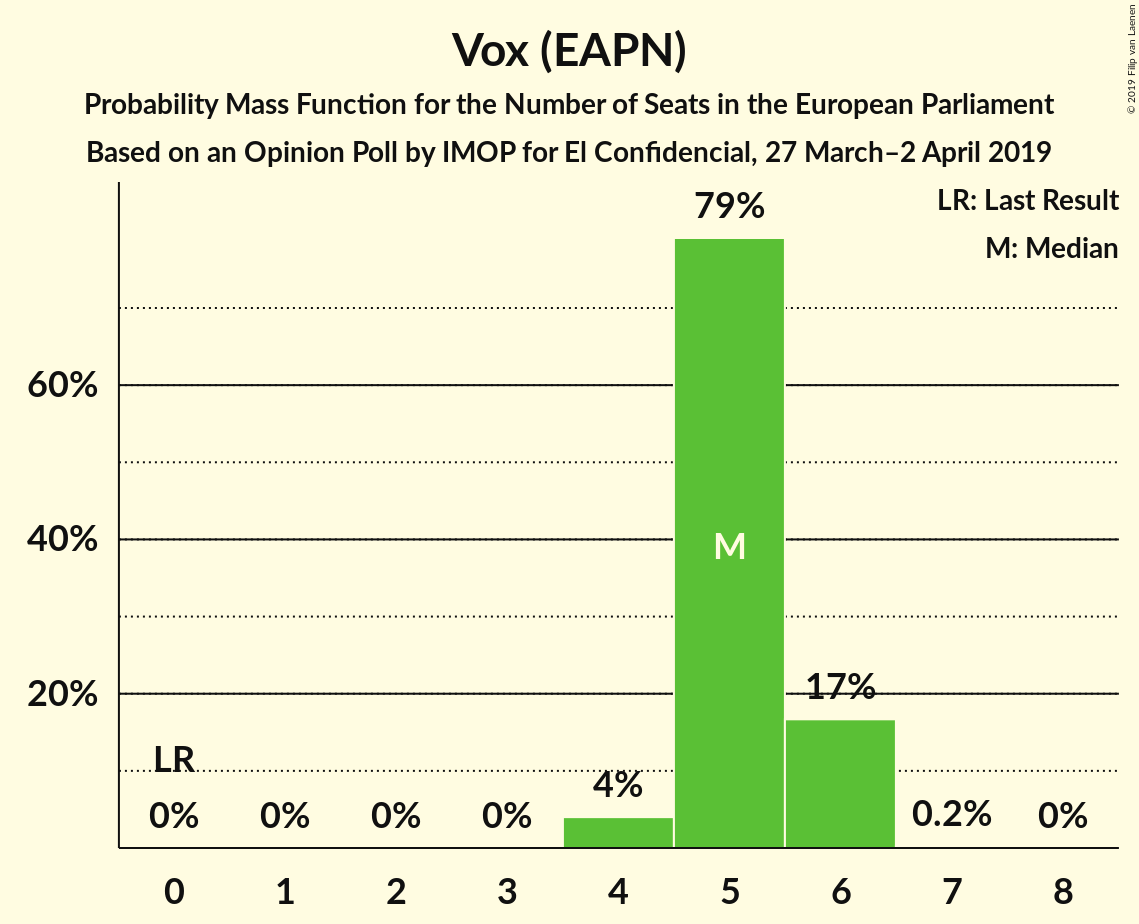 Vox (EAPN)
Probability Mass Function for the Number of Seats in the European Parliament
Based on an Opinion Poll by IMOP for El Confidencial, 27 March–2 April 2019
© 2019 Filip van Laenen
LR: Last Result
M: Median
79%
60%
40%
M
20%
17%
LR
4%
0%
0%
0%
0%
0.2%
0%
0
1
2
3
4
5
6
7
8